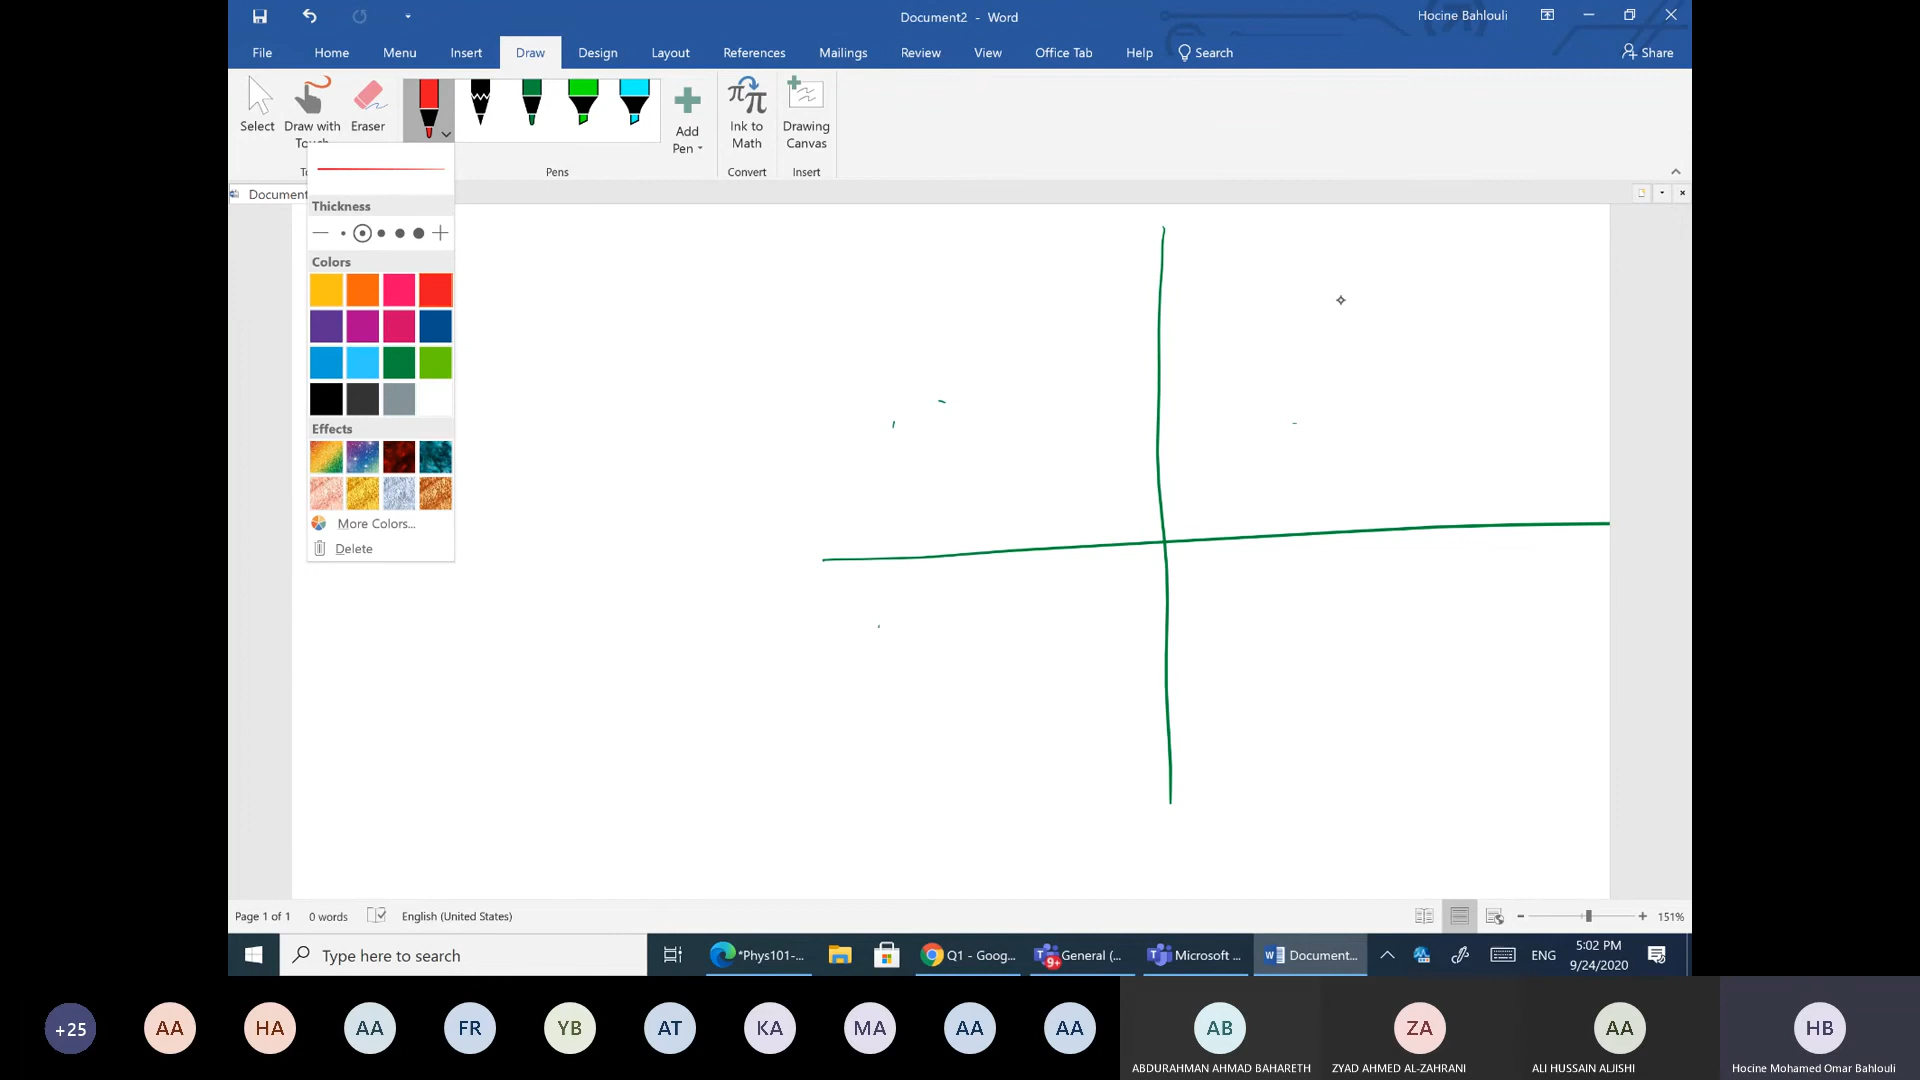 Document2 - Word
Hocine Bahlouli
File Home Menu Insert Draw Design Layout References Mailings Review View Office Tab Help Search Share
Select Draw with Eraser Add Ink to Drawing
Pen Math Canvas
Pens Convert Insert
Document
Thickness
Colors
Effects
More Colors...
Delete
Page 1 of 1 0 words English (United States) 151%
Type here to search
*Phys101-...
Q1 - Goog...
General (...
9+
Microsoft ...
Document...
ENG
5:02 PM
9/24/2020
+25 AA HA AA FR YB AT KA MA AA AA AB ZA AA HB
ABDURAHMAN AHMAD BAHARETH ZYAD AHMED AL-ZAHRANI ALI HUSSAIN ALJISHI Hocine Mohamed Omar Bahlouli